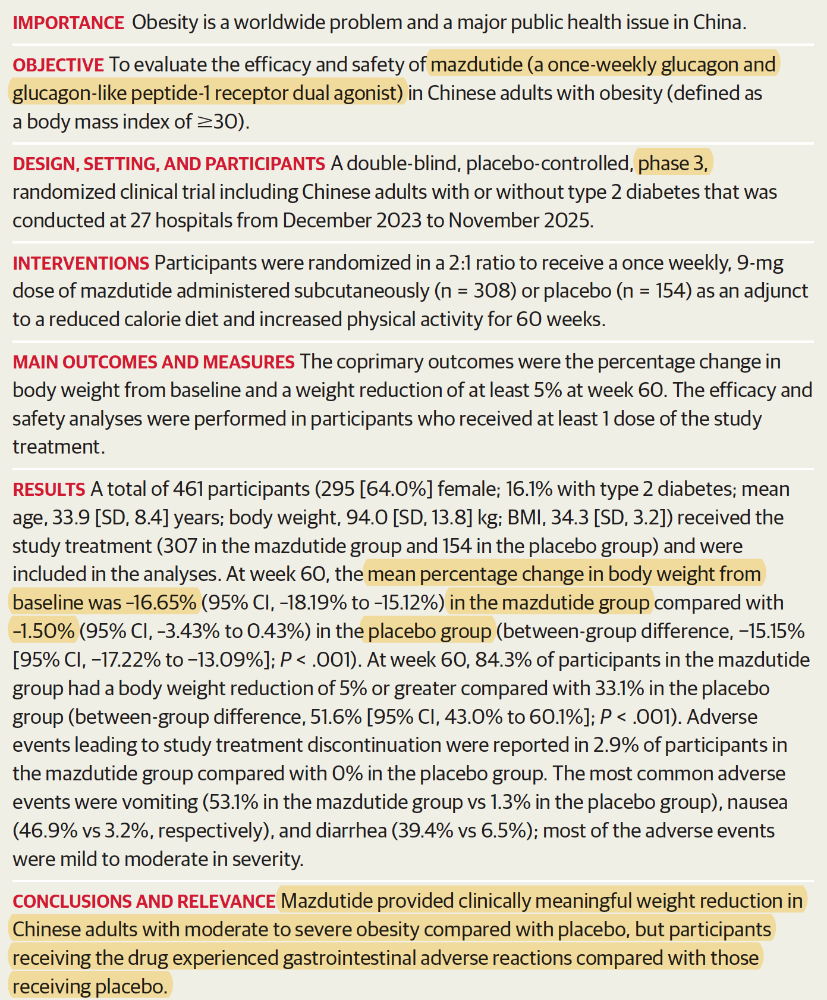 IMPORTANCE Obesity is a worldwide problem and a major public health issue in China.
OBJECTIVE To evaluate the efficacy and safety of mazdutide (a once-weekly glucagon and
glucagon-like peptide-1 receptor dual agonist) in Chinese adults with obesity (defined as
a body mass index of ≥30).
DESIGN, SETTING, AND PARTICIPANTS A double-blind, placebo-controlled, phase 3,
randomized clinical trial including Chinese adults with or without type 2 diabetes that was
conducted at 27 hospitals from December 2023 to November 2025.
INTERVENTIONS Participants were randomized in a 2:1 ratio to receive a once weekly, 9-mg
dose of mazdutide administered subcutaneously (n = 308) or placebo (n = 154) as an adjunct
to a reduced calorie diet and increased physical activity for 60 weeks.
MAIN OUTCOMES AND MEASURES The coprimary outcomes were the percentage change in
body weight from baseline and a weight reduction of at least 5% at week 60. The efficacy and
safety analyses were performed in participants who received at least 1 dose of the study
treatment.
RESULTS A total of 461 participants (295 [64.0%] female; 16.1% with type 2 diabetes; mean
age, 33.9 [SD, 8.4] years; body weight, 94.0 [SD, 13.8] kg; BMI, 34.3 [SD, 3.2]) received the
study treatment (307 in the mazdutide group and 154 in the placebo group) and were
included in the analyses. At week 60, the mean percentage change in body weight from
baseline was −16.65% (95% CI, −18.19% to −15.12%) in the mazdutide group compared with
−1.50% (95% CI, −3.43% to 0.43%) in the placebo group (between-group difference, −15.15%
[95% CI, −17.22% to −13.09%]; P < .001). At week 60, 84.3% of participants in the mazdutide
group had a body weight reduction of 5% or greater compared with 33.1% in the placebo
group (between-group difference, 51.6% [95% CI, 43.0% to 60.1%]; P < .001). Adverse
events leading to study treatment discontinuation were reported in 2.9% of participants in
the mazdutide group compared with 0% in the placebo group. The most common adverse
events were vomiting (53.1% in the mazdutide group vs 1.3% in the placebo group), nausea
(46.9% vs 3.2%, respectively), and diarrhea (39.4% vs 6.5%); most of the adverse events
were mild to moderate in severity.
CONCLUSIONS AND RELEVANCE Mazdutide provided clinically meaningful weight reduction in
Chinese adults with moderate to severe obesity compared with placebo, but participants
receiving the drug experienced gastrointestinal adverse reactions compared with those
receiving placebo.